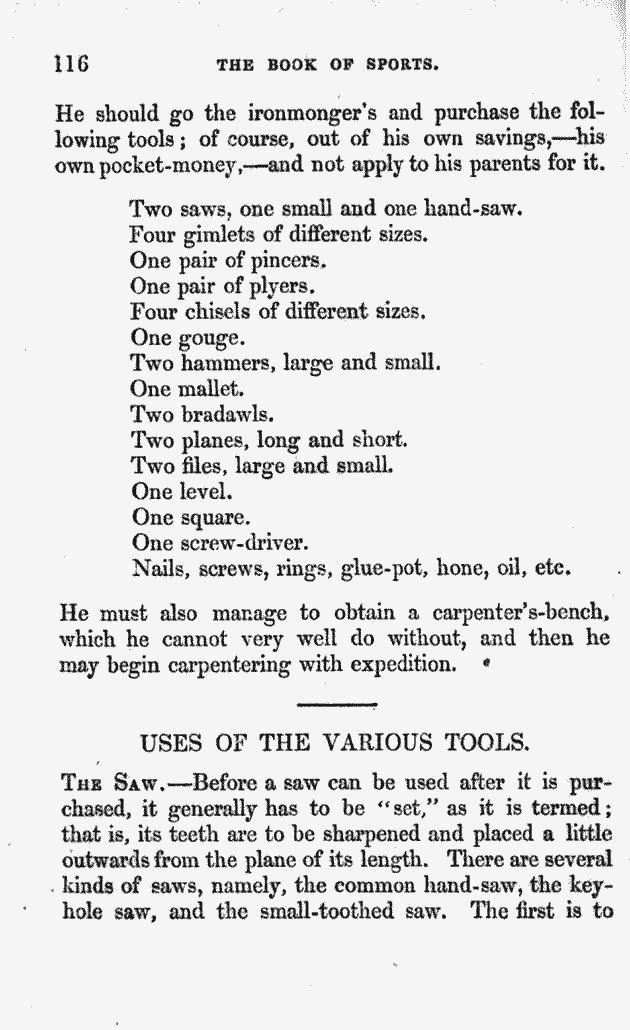 116 THE BOOK OF SPORTS.
He should go the ironmonger's and purchase the fol-
lowing tools; of course, out of his own savings,—his
own pocket-money,—and not apply to his parents for it.
Two saws, one small and one hand-saw.
Four gimlets of different sizes.
One pair of pincers.
One pair of plyers.
Four chisels of different sizes.
One gouge.
Two hammers, large and small.
One mallet.
Two bradawls.
Two planes, long and short.
Two files, large and small.
One level.
One square.
One screw-driver.
Nails, screws, rings, glue-pot, hone, oil, etc.
He must also manage to obtain a carpenter's-bench,
which he cannot very well do without, and then he
may begin carpentering with expedition.
USES OF THE VARIOUS TOOLS.
THE SAW.—Before a saw can be used after it is pur-
chased, it generally has to be "set," as it is termed;
that is, its teeth are to be sharpened and placed a little
outwards from the plane of its length. There are several
kinds of saws, namely, the common hand-saw, the key-
hole saw, and the small-toothed saw. The first is to